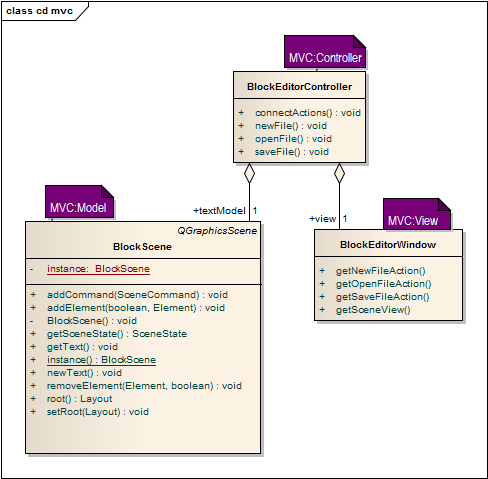 class cd mvc
MVC:Controller
BlockEditorController
+ connectActions() : void
+ newFile() : void
+ openFile() : void
+ saveFile() : void
+textModel 1
+view 1
MVC:Model
QGraphicsScene
BlockScene
- instance: BlockScene
+ addCommand(SceneCommand) : void
+ addElement(boolean, Element) : void
- BlockScene() : void
+ getSceneState() : SceneState
+ getText() : void
+ instance() : BlockScene
+ newText() : void
+ removeElement(Element, boolean) : void
+ root() : Layout
+ setRoot(Layout) : void
MVC:View
BlockEditorWindow
+ getNewFileAction()
+ getOpenFileAction()
+ getSaveFileAction()
+ getSceneView()